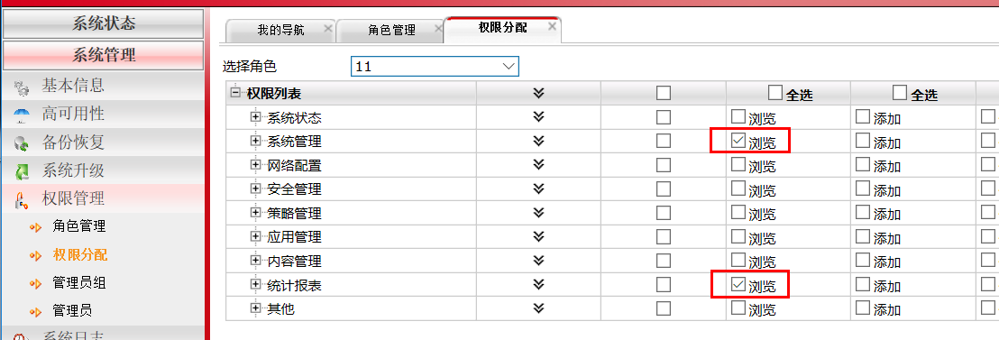 系统状态
系统管理
基本信息
高可用性
备份恢复
系统升级
权限管理
角色管理
权限分配
管理员组
管理员
系统日志
我的导航 角色管理 权限分配
选择角色 11
权限列表 全选 全选
系统状态 浏览 添加
系统管理 浏览 添加
网络配置 浏览 添加
安全管理 浏览 添加
策略管理 浏览 添加
应用管理 浏览 添加
内容管理 浏览 添加
统计报表 浏览 添加
其他 浏览 添加